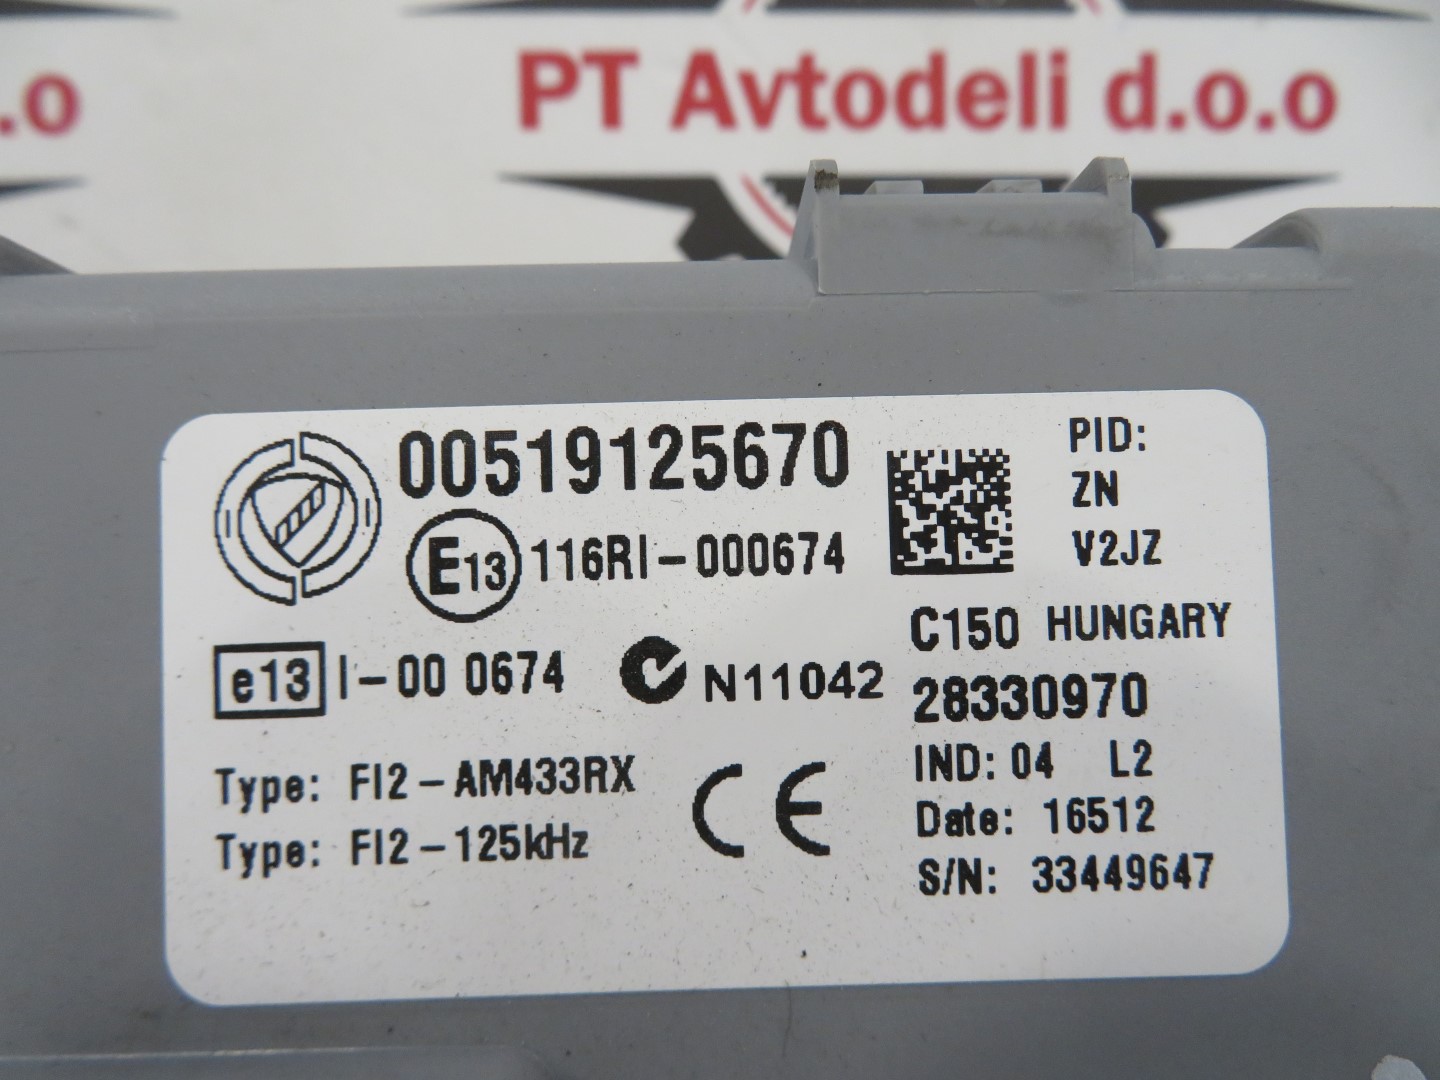 .o
PT Avtodeli d.o.o
00519125670
E13 116RI-000674
e13 I-00 0674
N11042
Type: FI2-AM433RX
Type: FI2-125kHz
CE
PID:
ZN
V2JZ
C150 HUNGARY
28330970
IND: 04 L2
Date: 16512
S/N: 33449647